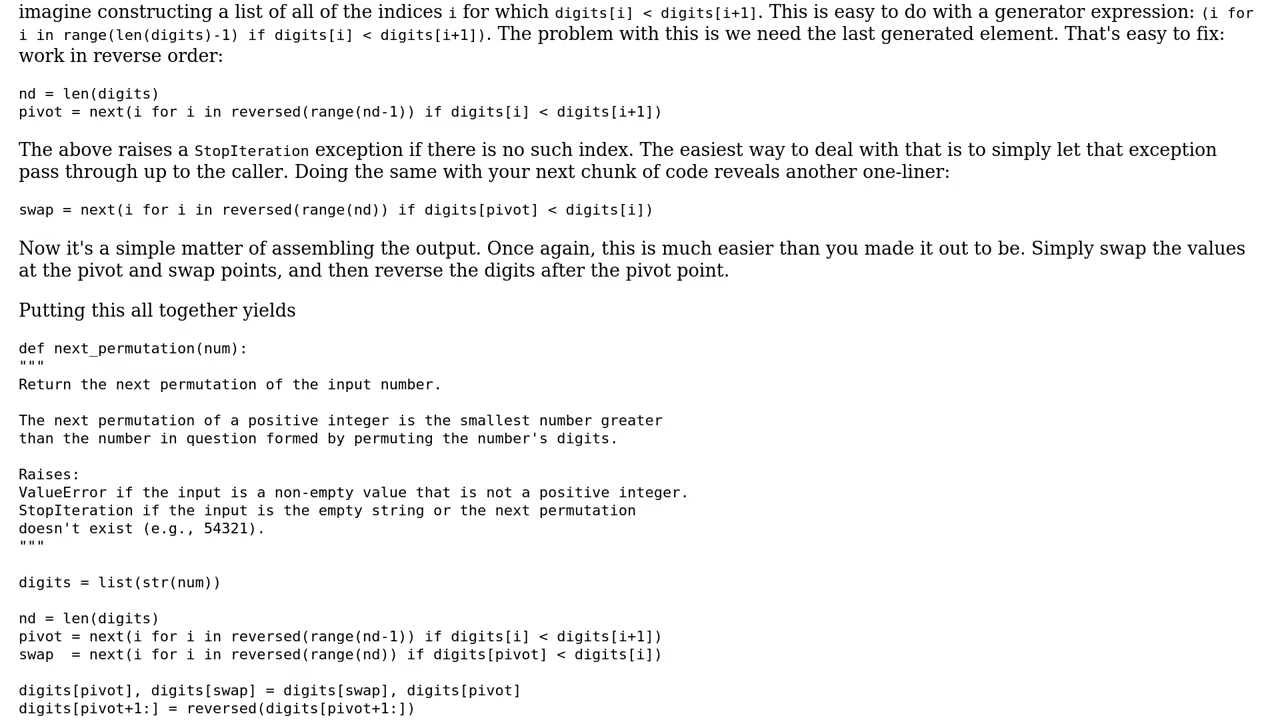 imagine constructing a list of all of the indices i for which digits[i] < digits[i+1]. This is easy to do with a generator expression: (i for
i in range(len(digits)-1) if digits[i] < digits[i+1]). The problem with this is we need the last generated element. That's easy to fix:
work in reverse order:
nd = len(digits)
pivot = next(i for i in reversed(range(nd-1)) if digits[i] < digits[i+1])
The above raises a StopIteration exception if there is no such index. The easiest way to deal with that is to simply let that exception
pass through up to the caller. Doing the same with your next chunk of code reveals another one-liner:
swap = next(i for i in reversed(range(nd)) if digits[pivot] < digits[i])
Now it's a simple matter of assembling the output. Once again, this is much easier than you made it out to be. Simply swap the values
at the pivot and swap points, and then reverse the digits after the pivot point.
Putting this all together yields
def next_permutation(num):
"""
Return the next permutation of the input number.
The next permutation of a positive integer is the smallest number greater
than the number in question formed by permuting the number's digits.
Raises:
ValueError if the input is a non-empty value that is not a positive integer.
StopIteration if the input is the empty string or the next permutation
doesn't exist (e.g., 54321).
"""
digits = list(str(num))
nd = len(digits)
pivot = next(i for i in reversed(range(nd-1)) if digits[i] < digits[i+1])
swap  = next(i for i in reversed(range(nd)) if digits[pivot] < digits[i])
digits[pivot], digits[swap] = digits[swap], digits[pivot]
digits[pivot+1:] = reversed(digits[pivot+1:])